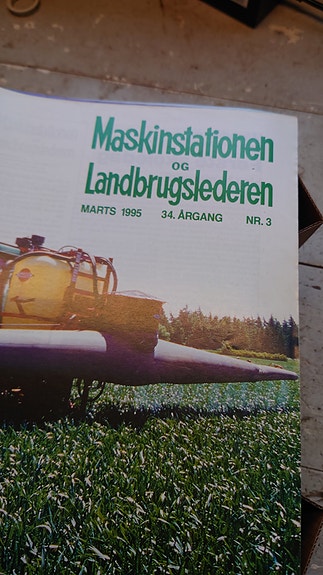 Maskinstationen
OG
Landbrugslederen
MARTS 1995 34. ÅRGANG NR. 3